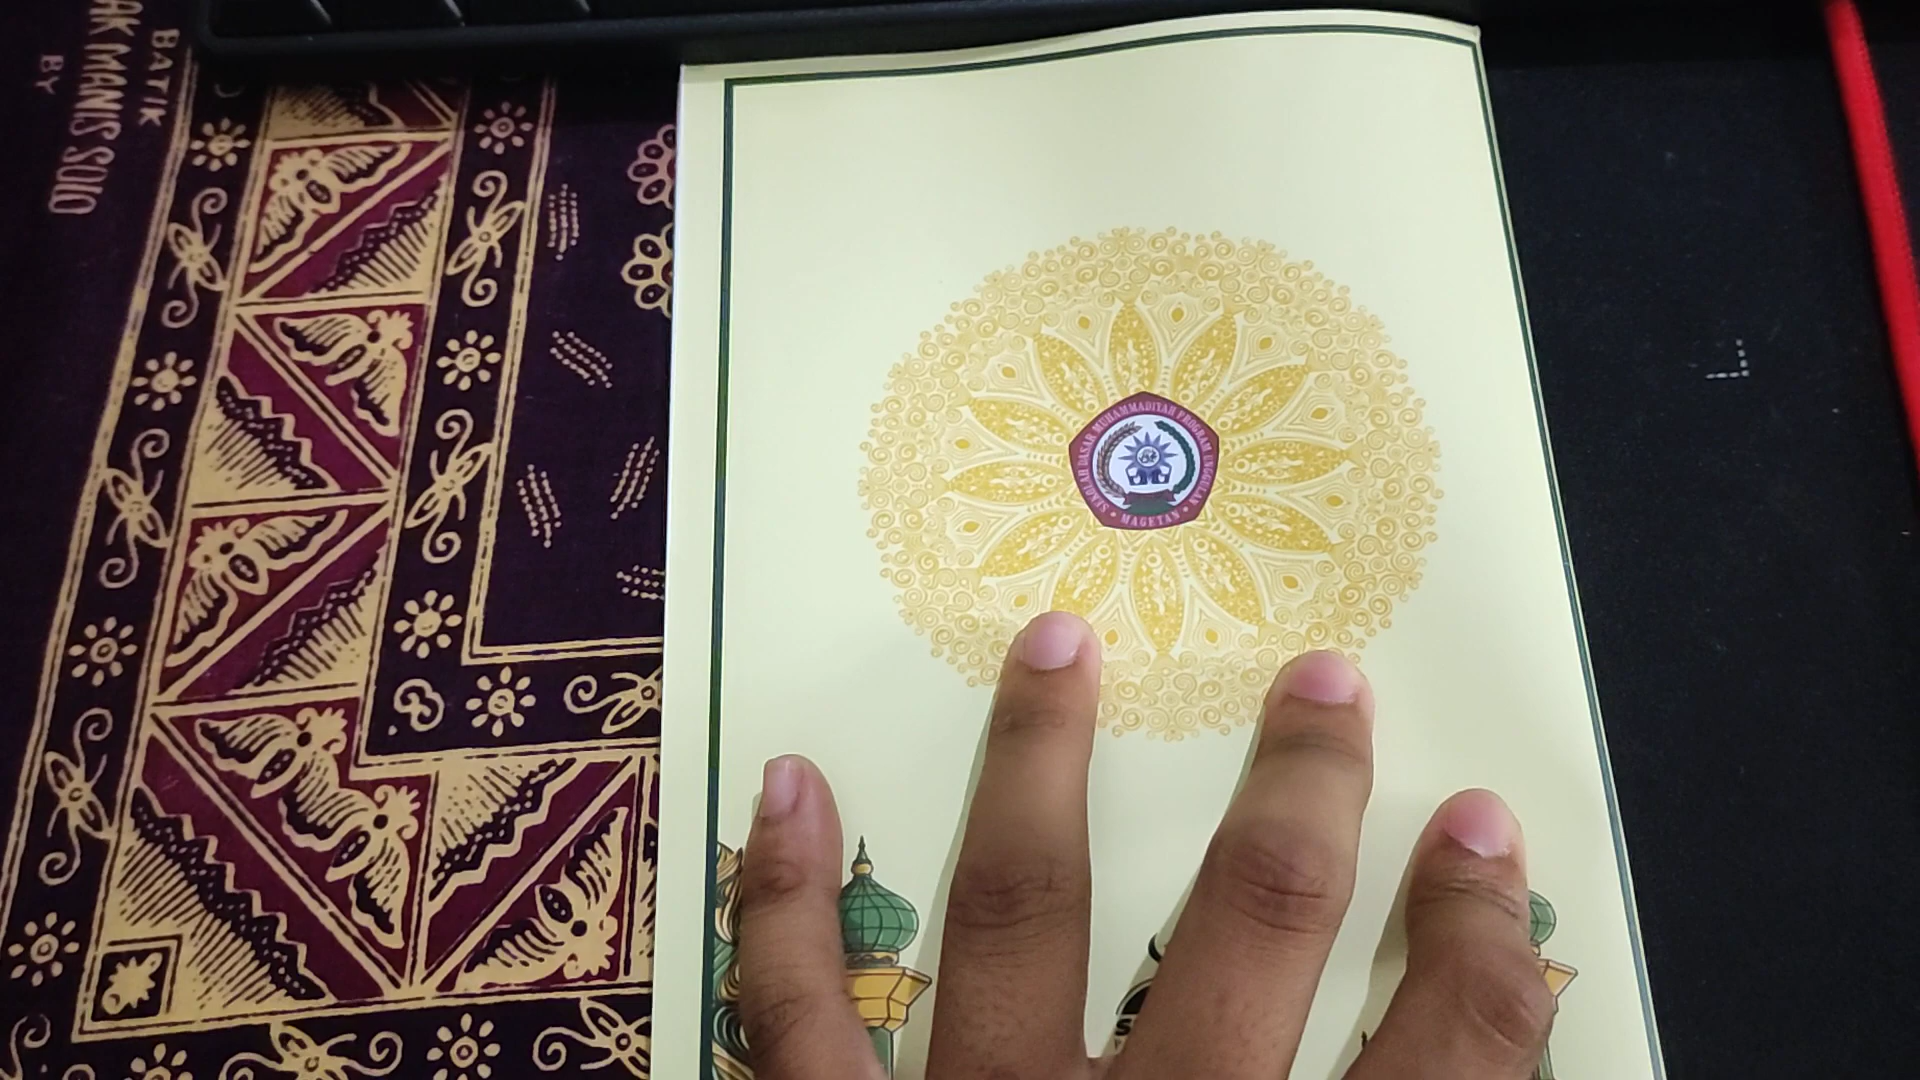 BATIK
AK MANIS SOLO
BY
SEKOLAH DASAR MUHAMMADIYAH PROGRAM UNGGULAN
• MAGETAN •
S